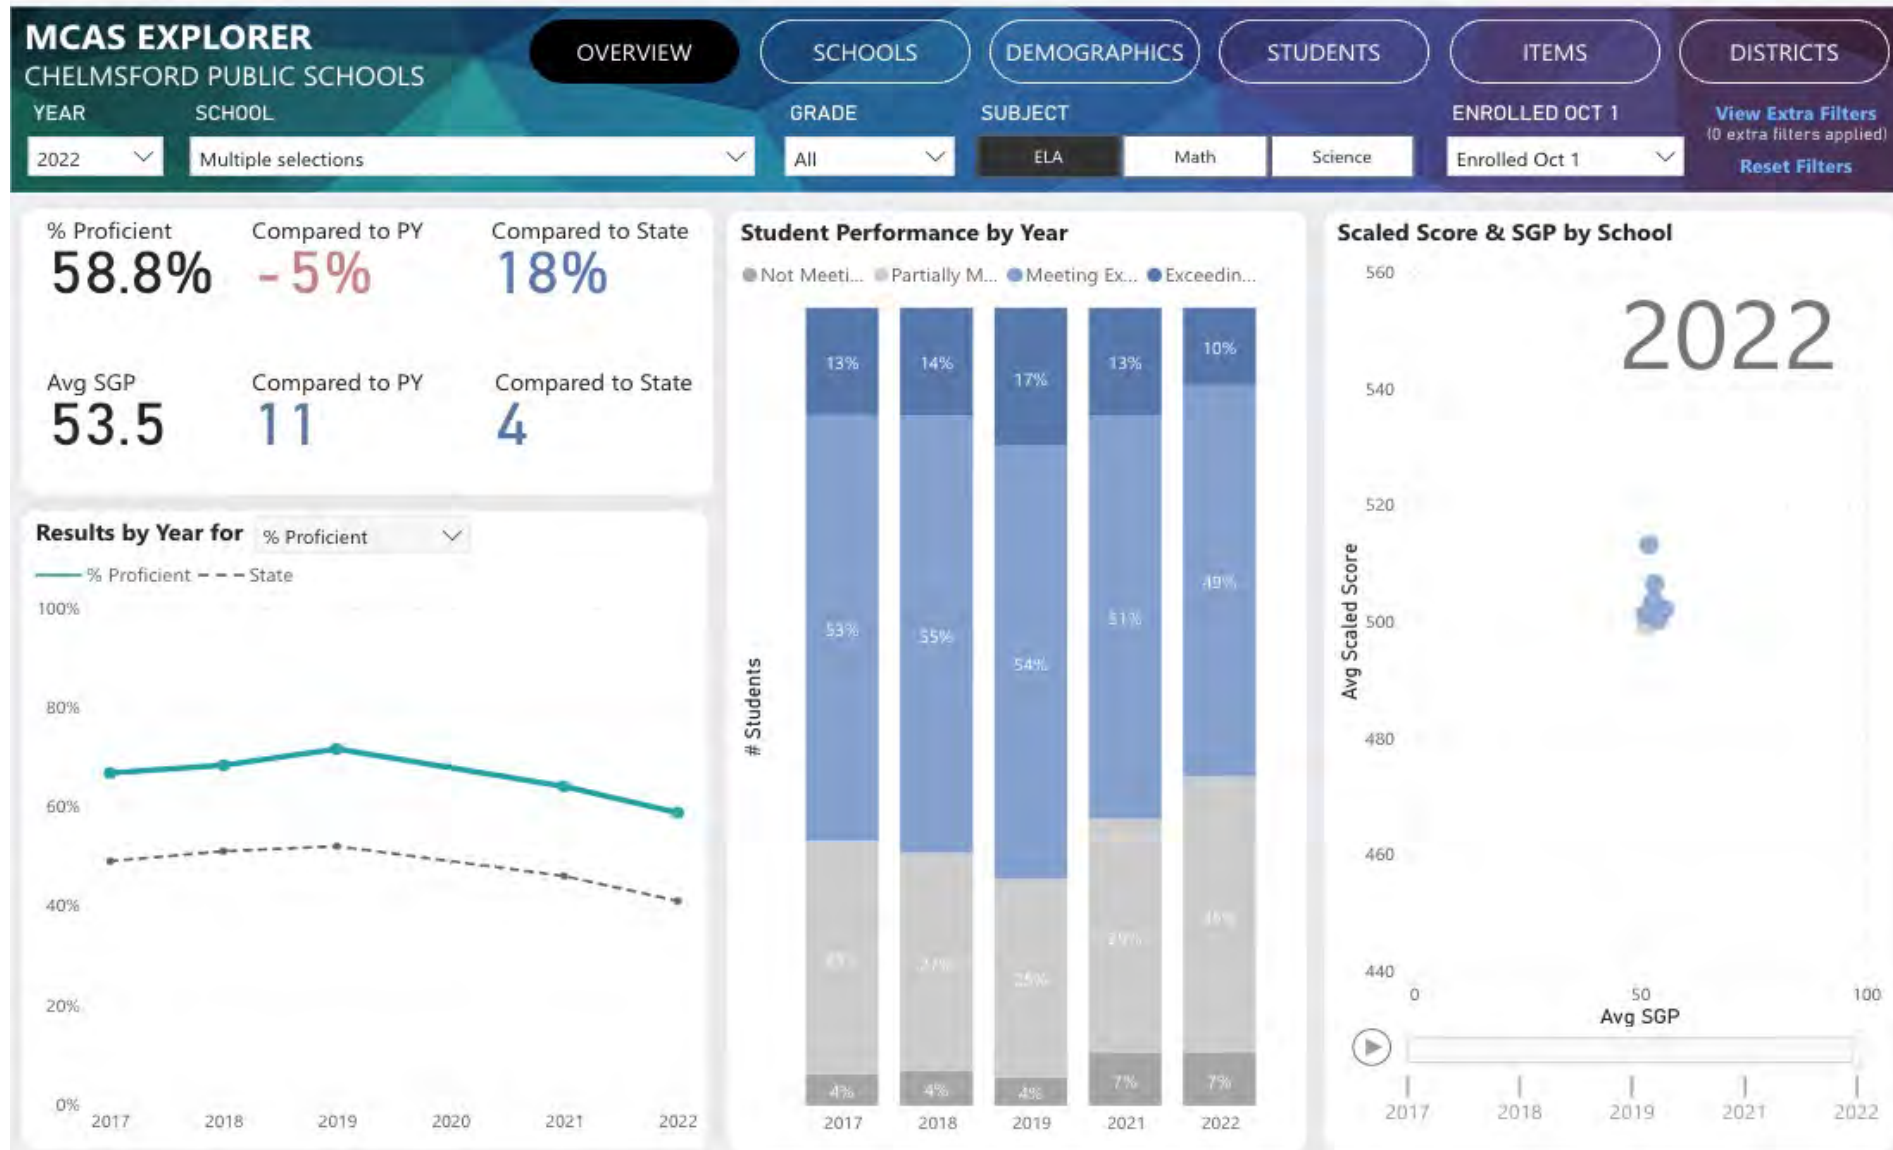 MCAS EXPLORER
CHELMSFORD PUBLIC SCHOOLS
OVERVIEW
SCHOOLS
DEMOGRAPHICS
STUDENTS
ITEMS
DISTRICTS
YEAR
SCHOOL
GRADE
SUBJECT
ENROLLED OCT 1
View Extra Filters
(0 extra filters applied)
Reset Filters
2022
Multiple selections
All
ELA
Math
Science
Enrolled Oct 1
% Proficient
Compared to PY
Compared to State
58.8%
-5%
18%
Avg SGP
Compared to PY
Compared to State
53.5
11
4
Results by Year for
% Proficient
% Proficient
State
100%
80%
60%
40%
20%
0%
2017
2018
2019
2020
2021
2022
Student Performance by Year
Not Meeti...
Partially M...
Meeting Ex...
Exceedin...
# Students
13%
14%
17%
13%
10%
53%
55%
54%
51%
49%
27%
25%
29%
4%
4%
4%
7%
7%
2017
2018
2019
2021
2022
Scaled Score & SGP by School
2022
Avg Scaled Score
560
540
520
500
480
460
440
0
50
100
Avg SGP
2017
2018
2019
2021
2022